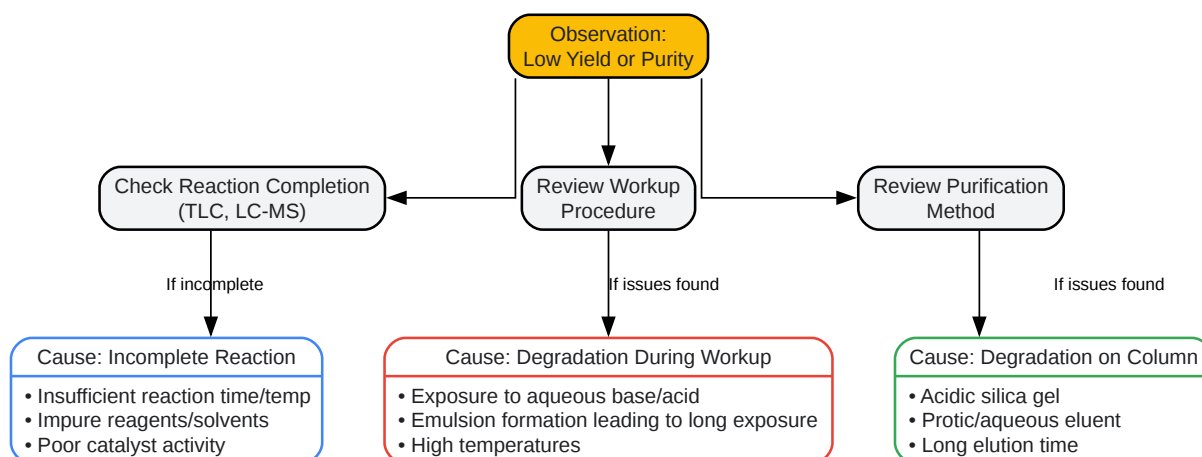 Observation:
Low Yield or Purity
Check Reaction Completion
(TLC, LC-MS)
Review Workup
Procedure
Review Purification
Method
If incomplete
If issues found
If issues found
Cause: Incomplete Reaction
• Insufficient reaction time/temp
• Impure reagents/solvents
• Poor catalyst activity
Cause: Degradation During Workup
• Exposure to aqueous base/acid
• Emulsion formation leading to long exposure
• High temperatures
Cause: Degradation on Column
• Acidic silica gel
• Protic/aqueous eluent
• Long elution time